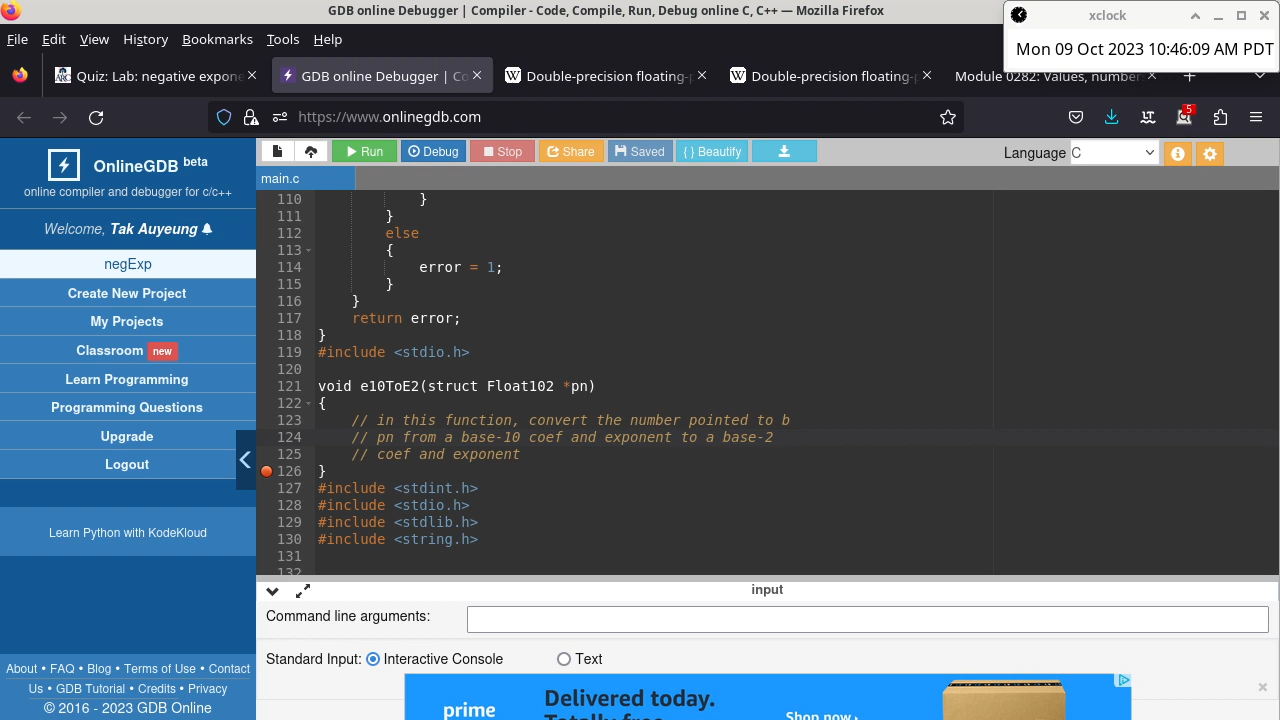 GDB online Debugger | Compiler - Code, Compile, Run, Debug online C, C++ — Mozilla Firefox
xclock
Mon 09 Oct 2023 10:46:09 AM PDT
File Edit View History Bookmarks Tools Help
Quiz: Lab: negative expone
GDB online Debugger | Co
Double-precision floating-p
Double-precision floating-p
Module 0282: Values, number
https://www.onlinegdb.com
5
OnlineGDB beta
online compiler and debugger for c/c++
Welcome, Tak Auyeung
negExp
Create New Project
My Projects
Classroom new
Learn Programming
Programming Questions
Upgrade
Logout
Learn Python with KodeKloud
About • FAQ • Blog • Terms of Use • Contact
Us • GDB Tutorial • Credits • Privacy
© 2016 - 2023 GDB Online
Run Debug Stop Share Saved { } Beautify
Language C
main.c
110 }
111 }
112 else
113 {
114 error = 1;
115 }
116 }
117 return error;
118 }
119 #include <stdio.h>
120
121 void e10ToE2(struct Float102 *pn)
122 {
123 // in this function, convert the number pointed to b
124 // pn from a base-10 coef and exponent to a base-2
125 // coef and exponent
126 }
127 #include <stdint.h>
128 #include <stdio.h>
129 #include <stdlib.h>
130 #include <string.h>
131
132
input
Command line arguments:
Standard Input: Interactive Console Text
prime
Delivered today.
Totally free.
Shop now